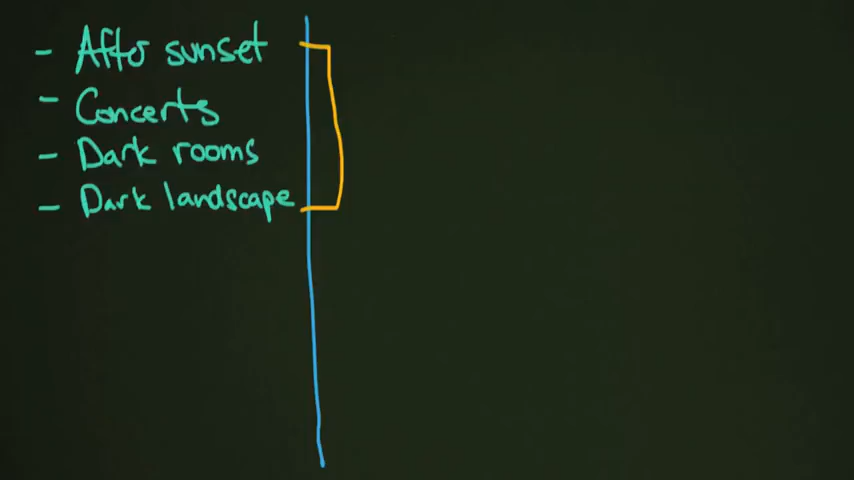 - After sunset
- Concerts
- Dark rooms
- Dark landscape